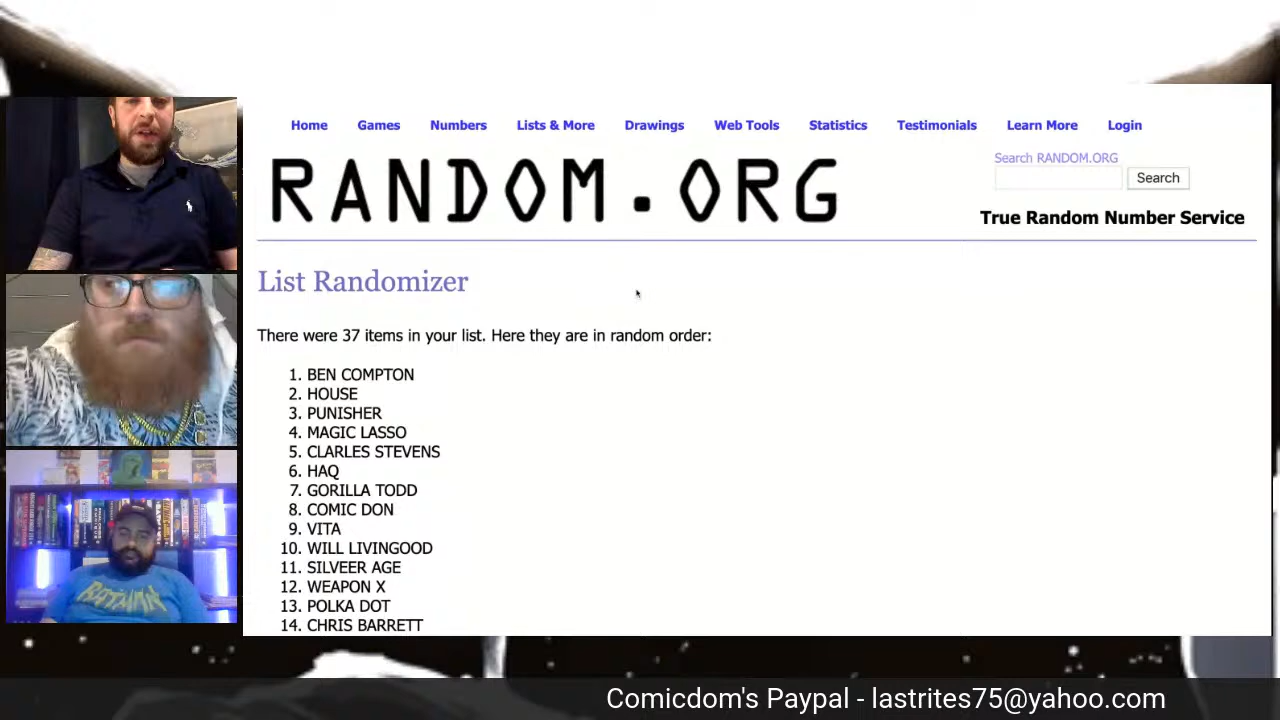 Home Games Numbers Lists & More Drawings Web Tools Statistics Testimonials Learn More Login
RANDOM.ORG
Search RANDOM.ORG
Search
True Random Number Service
List Randomizer
There were 37 items in your list. Here they are in random order:
1. BEN COMPTON
2. HOUSE
3. PUNISHER
4. MAGIC LASSO
5. CLARLES STEVENS
6. HAQ
7. GORILLA TODD
8. COMIC DON
9. VITA
10. WILL LIVINGOOD
11. SILVEER AGE
12. WEAPON X
13. POLKA DOT
14. CHRIS BARRETT
BATMAN
Comicdom's Paypal - lastrites75@yahoo.com